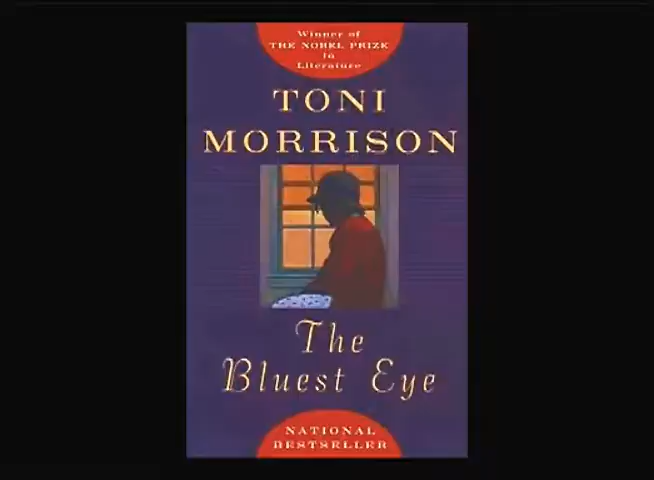 Winner of
THE NOBEL PRIZE
in
Literature
TONI
MORRISON
The
Bluest Eye
NATIONAL
BESTSELLER